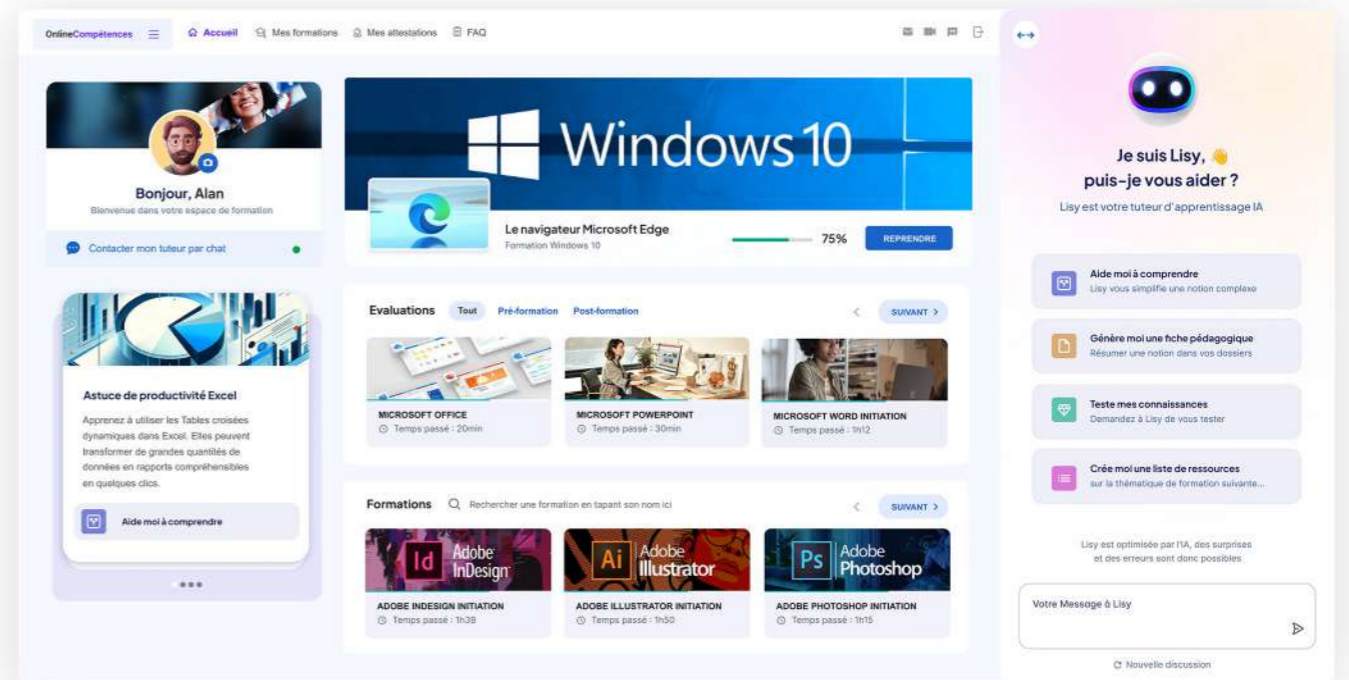 OnlineCompétences
Accueil
Mes formations
Mes attestations
FAQ
Bonjour, Alan
Bienvenue dans votre espace de formation
Contacter mon tuteur par chat
Astuce de productivité Excel
Apprenez à utiliser les Tables croisées
dynamiques dans Excel. Elles peuvent
transformer de grandes quantités de
données en rapports compréhensibles
en quelques clics.
Aide moi à comprendre
Windows 10
Le navigateur Microsoft Edge
Formation Windows 10
75%
REPRENDRE
Evaluations
Tout
Pré-formation
Post-formation
SUIVANT >
MICROSOFT OFFICE
Temps passé : 20min
MICROSOFT POWERPOINT
Temps passé : 30min
MICROSOFT WORD INITIATION
Temps passé : 1h12
Formations
Rechercher une formation en tapant son nom ici
SUIVANT >
Id
Adobe
InDesign
ADOBE INDESIGN INITIATION
Temps passé : 1h38
Ai
Adobe
Illustrator
ADOBE ILLUSTRATOR INITIATION
Temps passé : 1h50
Ps
Adobe
Photoshop
ADOBE PHOTOSHOP INITIATION
Temps passé : 1h15
Je suis Lisy, 👋
puis-je vous aider ?
Lisy est votre tuteur d'apprentissage IA
Aide moi à comprendre
Lisy vous simplifie une notion complexe
Génère moi une fiche pédagogique
Résumer une notion dans vos dossiers
Teste mes connaissances
Demandez à Lisy de vous tester
Crée moi une liste de ressources
sur la thématique de formation suivante...
Lisy est optimisée par l'IA, des surprises
et des erreurs sont donc possibles
Votre Message à Lisy
Nouvelle discussion